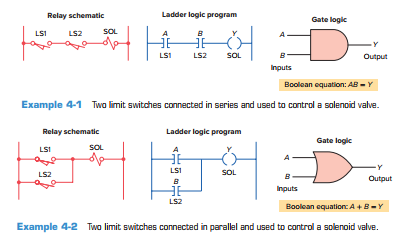 Relay schematic
Ladder logic program
Gate logic
LS1
LS2
SOL
A
B
Y
LS1
LS2
SOL
A
B
Inputs
Y
Output
Boolean equation: AB = Y
Example 4-1 Two limit switches connected in series and used to control a solenoid valve.
Relay schematic
Ladder logic program
Gate logic
LS1
SOL
LS2
A
Y
LS1
SOL
B
LS2
A
B
Inputs
Y
Output
Boolean equation: A + B = Y
Example 4-2 Two limit switches connected in parallel and used to control a solenoid valve.